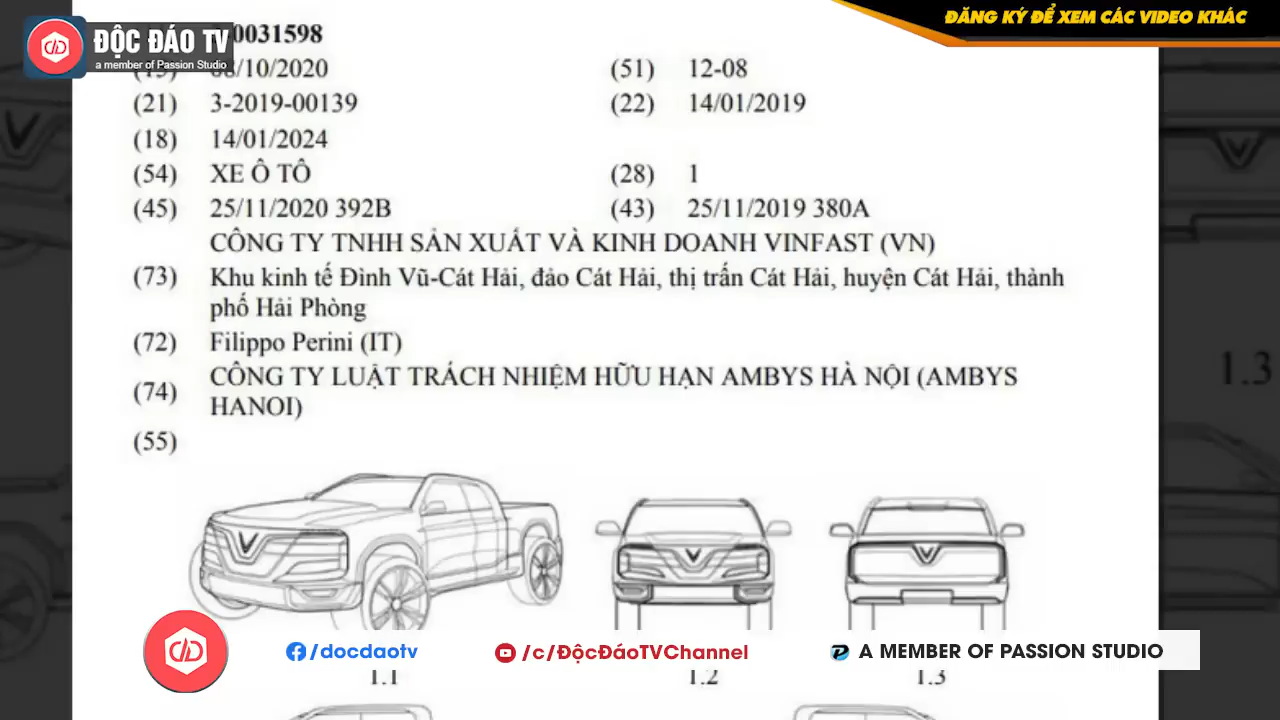 ĐĂNG KÝ ĐỂ XEM CÁC VIDEO KHÁC
ĐỘC ĐÁO TV
a member of Passion Studio
0031598
08/10/2020
(51) 12-08
(21) 3-2019-00139
(22) 14/01/2019
(18) 14/01/2024
(54) XE Ô TÔ
(28) 1
(45) 25/11/2020 392B
(43) 25/11/2019 380A
CÔNG TY TNHH SẢN XUẤT VÀ KINH DOANH VINFAST (VN)
(73) Khu kinh tế Đình Vũ-Cát Hải, đảo Cát Hải, thị trấn Cát Hải, huyện Cát Hải, thành
phố Hải Phòng
(72) Filippo Perini (IT)
(74) CÔNG TY LUẬT TRÁCH NHIỆM HỮU HẠN AMBYS HÀ NỘI (AMBYS
HANOI)
(55)
1.3
/docdaotv
/c/ĐộcĐáoTVChannel
A MEMBER OF PASSION STUDIO
1.1
1.2
1.3